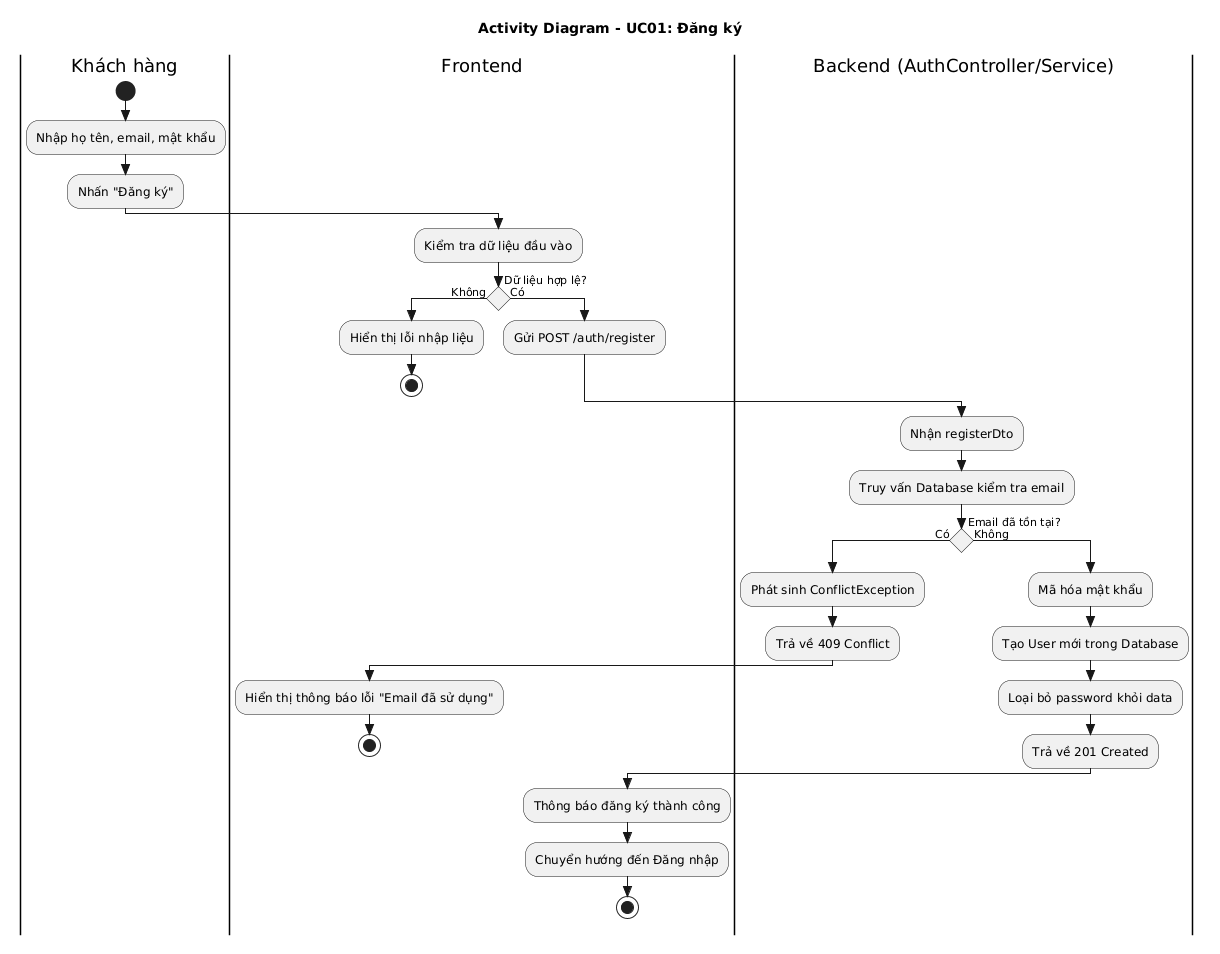 Activity Diagram - UC01: Đăng ký
Khách hàng
Frontend
Backend (AuthController/Service)
Nhập họ tên, email, mật khẩu
Nhấn "Đăng ký"
Kiểm tra dữ liệu đầu vào
Dữ liệu hợp lệ?
Không
Có
Hiển thị lỗi nhập liệu
Gửi POST /auth/register
Nhận registerDto
Truy vấn Database kiểm tra email
Email đã tồn tại?
Có
Không
Phát sinh ConflictException
Mã hóa mật khẩu
Trả về 409 Conflict
Tạo User mới trong Database
Hiển thị thông báo lỗi "Email đã sử dụng"
Loại bỏ password khỏi data
Trả về 201 Created
Thông báo đăng ký thành công
Chuyển hướng đến Đăng nhập